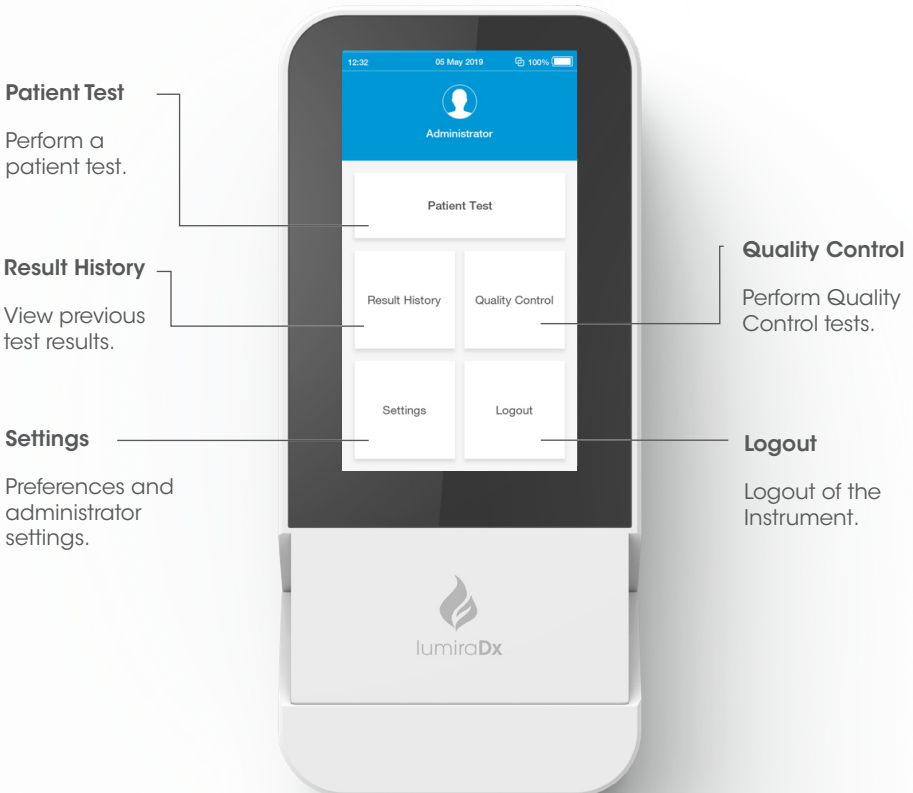 12:32 05 May 2019 100%
Administrator
Patient Test
Result History Quality Control
Settings Logout
lumiraDx
Patient Test
Perform a
patient test.
Result History
View previous
test results.
Settings
Preferences and
administrator
settings.
Quality Control
Perform Quality
Control tests.
Logout
Logout of the
Instrument.